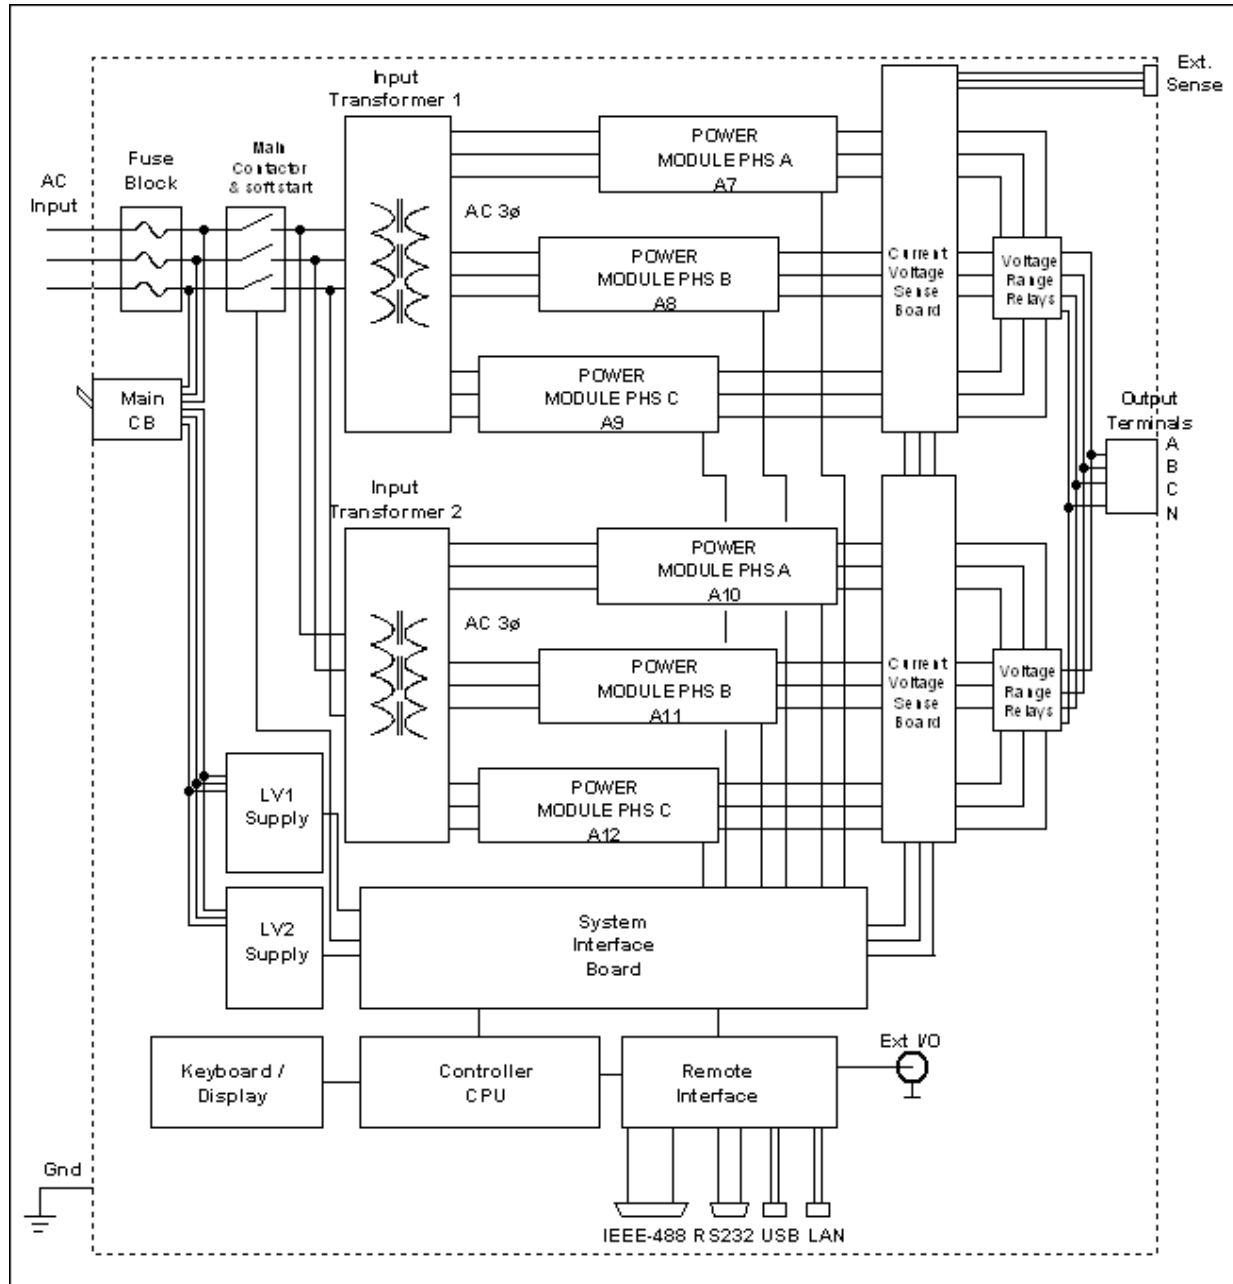 Ext.
Sense
Input
Transformer 1
Main
Contactor
& softstart
Fuse
Block
AC
Input
POWER
MODULE PHS A
A7
AC 3ø
POWER
MODULE PHS B
A8
Current
Voltage
Sense
Board
Voltage
Range
Relays
POWER
MODULE PHS C
A9
Main
CB
Output
Terminals
A
B
C
N
Input
Transformer 2
POWER
MODULE PHS A
A10
AC 3ø
POWER
MODULE PHS B
A11
Current
Voltage
Sense
Board
Voltage
Range
Relays
POWER
MODULE PHS C
A12
LV1
Supply
LV2
Supply
System
Interface
Board
Keyboard /
Display
Controller
CPU
Remote
Interface
Ext I/O
Gnd
IEEE-488 RS232 USB LAN